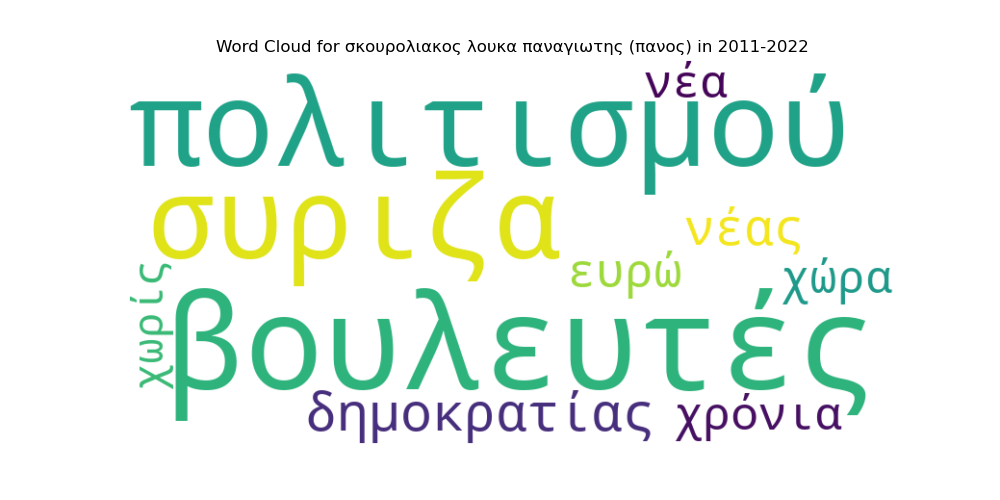 Word Cloud for σκουρολιακος λουκα παναγιωτης (πανος) in 2011-2022
νέα
πολιτισμού
συριζα
νέας
ευρώ
χώρα
χωρίς
βουλευτές
δημοκρατίας
χρόνια